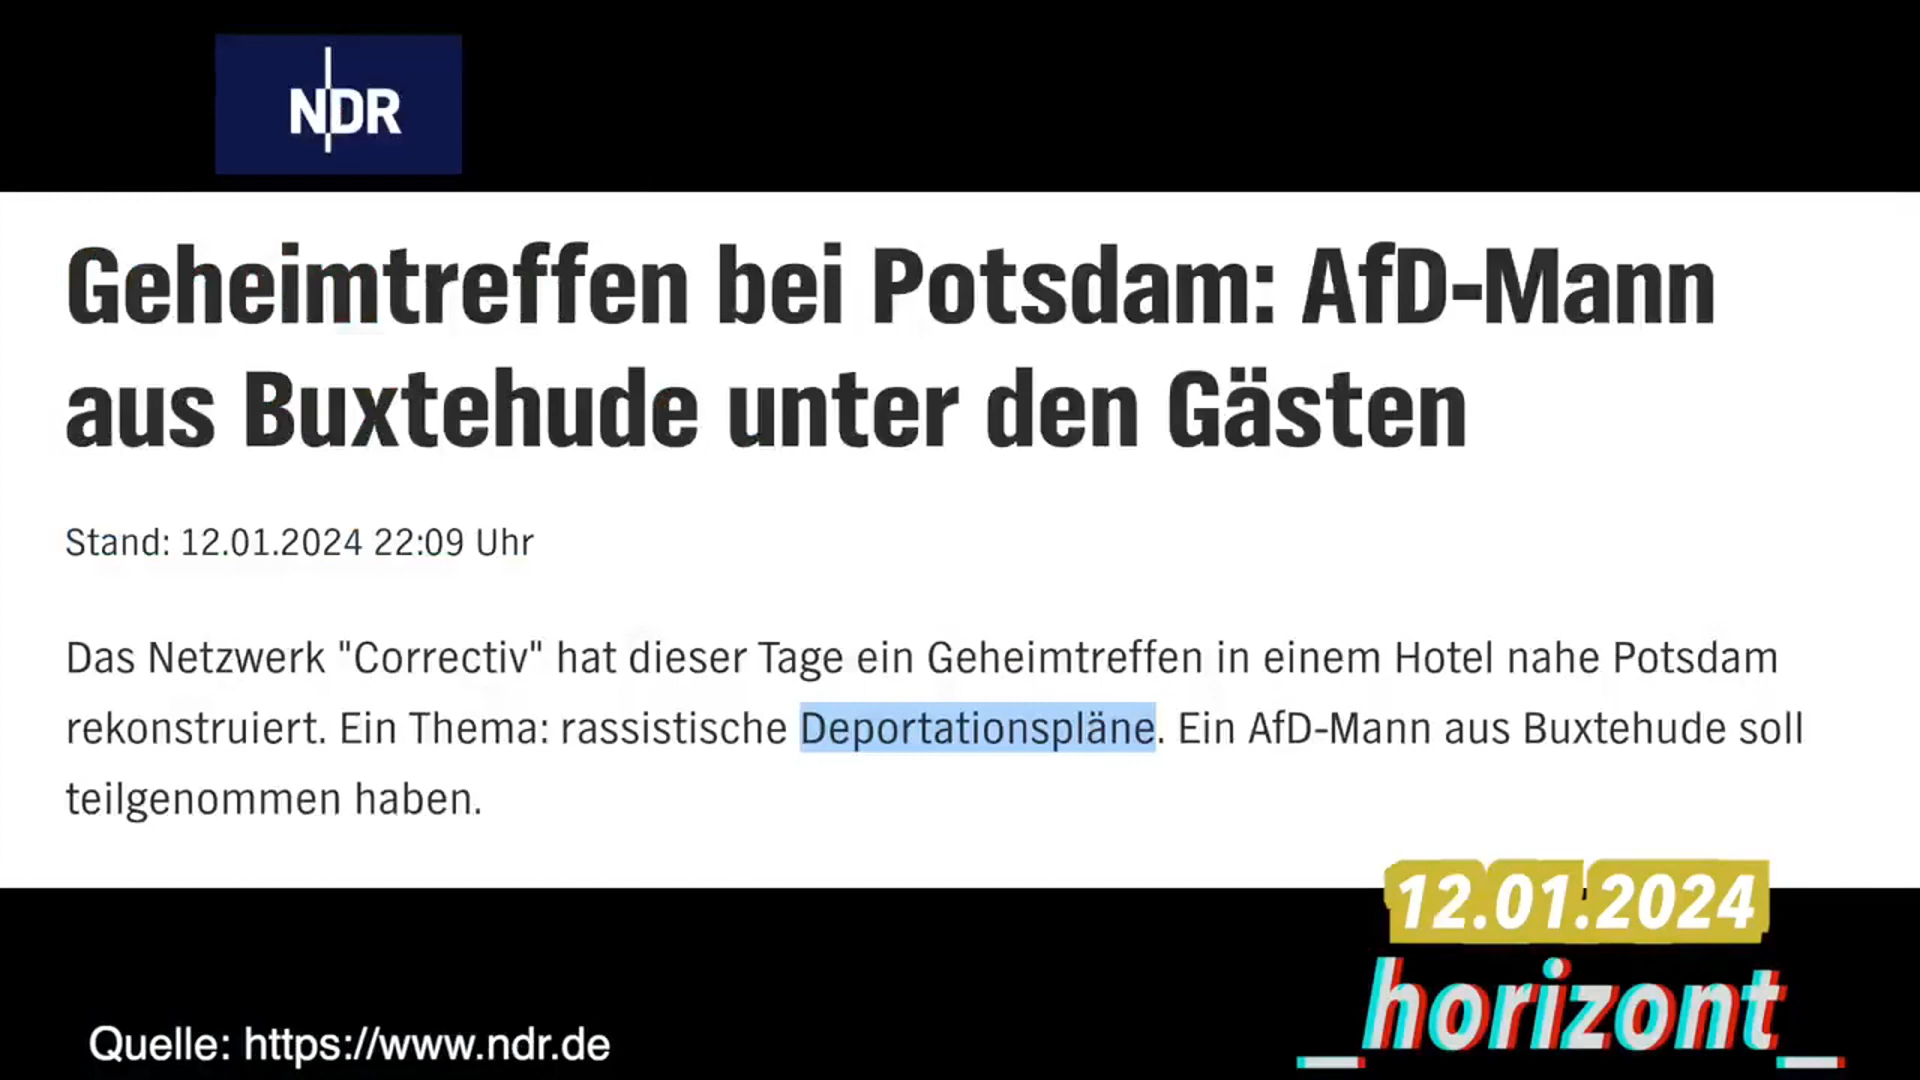 NDR
Geheimtreffen bei Potsdam: AfD-Mann
aus Buxtehude unter den Gästen
Stand: 12.01.2024 22:09 Uhr
Das Netzwerk "Correctiv" hat dieser Tage ein Geheimtreffen in einem Hotel nahe Potsdam
rekonstruiert. Ein Thema: rassistische Deportationspläne. Ein AfD-Mann aus Buxtehude soll
teilgenommen haben.
12.01.2024
_horizont_
Quelle: https://www.ndr.de